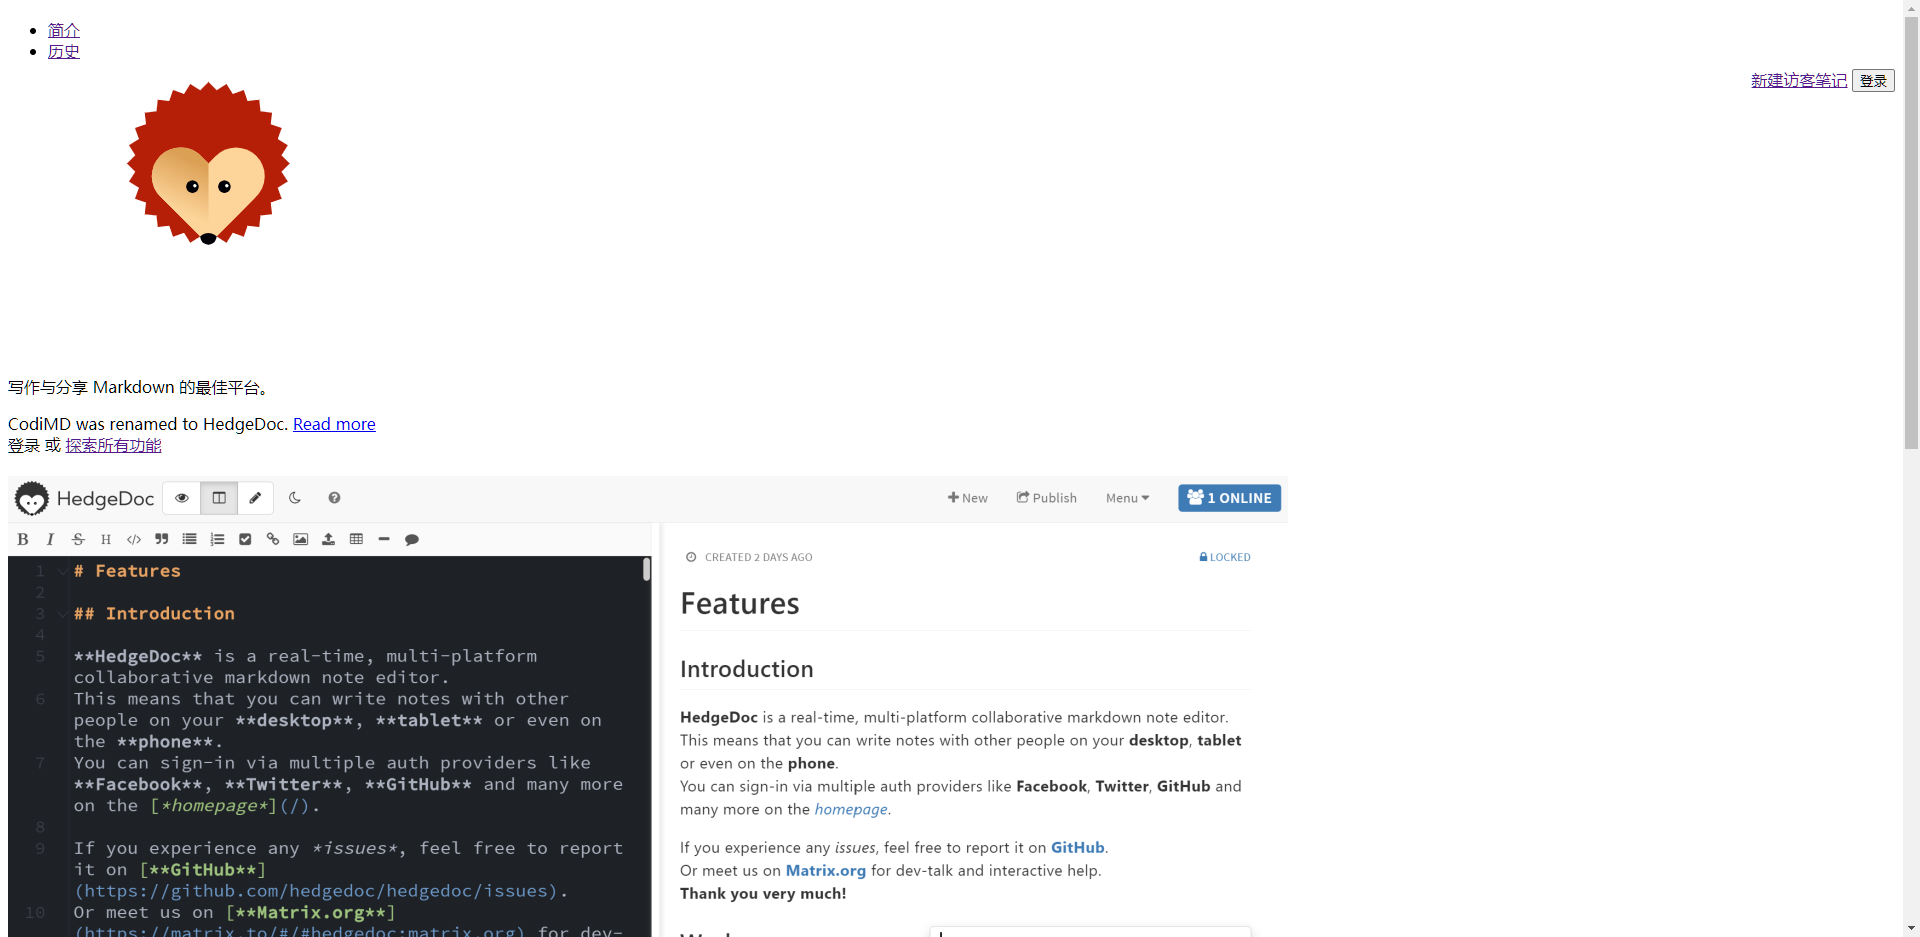 简介
历史
新建访客笔记 登录
写作与分享 Markdown 的最佳平台。
CodiMD was renamed to HedgeDoc. Read more
登录 或 探索所有功能
HedgeDoc
New Publish Menu 1 ONLINE
B I S H </>
CREATED 2 DAYS AGO LOCKED
1 # Features
2
3 ## Introduction
4
5 **HedgeDoc** is a real-time, multi-platform
collaborative markdown note editor.
6 This means that you can write notes with other
people on your **desktop**, **tablet** or even on
the **phone**.
7 You can sign-in via multiple auth providers like
**Facebook**, **Twitter**, **GitHub** and many more
on the [*homepage*](/).
8
9 If you experience any *issues*, feel free to report
it on [**GitHub**]
(https://github.com/hedgedoc/hedgedoc/issues).
10 Or meet us on [**Matrix.org**]
(https://matrix.to/#/#hedgedoc:matrix.org) for dev-
Features
Introduction
HedgeDoc is a real-time, multi-platform collaborative markdown note editor.
This means that you can write notes with other people on your desktop, tablet
or even on the phone.
You can sign-in via multiple auth providers like Facebook, Twitter, GitHub and
many more on the homepage.
If you experience any issues, feel free to report it on GitHub.
Or meet us on Matrix.org for dev-talk and interactive help.
Thank you very much!